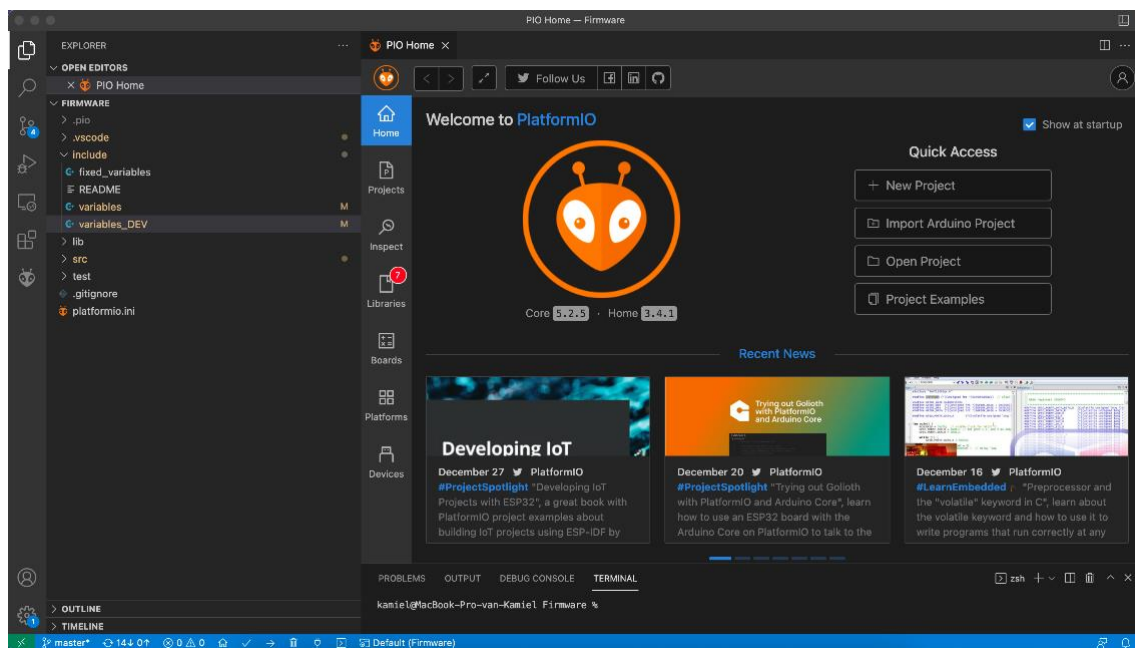 PIO Home — Firmware
EXPLORER
OPEN EDITORS
PIO Home
FIRMWARE
.pio
.vscode
include
fixed_variables
README
variables M
variables_DEV M
lib
src
test
.gitignore
platformio.ini
OUTLINE
TIMELINE
4
1
PIO Home
Follow Us
Home
Projects
Inspect
7
Libraries
Boards
Platforms
Devices
Welcome to PlatformIO
Show at startup
Core 5.2.5 · Home 3.4.1
Quick Access
New Project
Import Arduino Project
Open Project
Project Examples
Recent News
Developing IoT
December 27 PlatformIO
#ProjectSpotlight "Developing IoT
Projects with ESP32", a great book with
PlatformIO project examples about
building IoT projects using ESP-IDF by
Trying out Golioth
with PlatformIO
and Arduino Core
December 20 PlatformIO
#ProjectSpotlight "Trying out Golioth
with PlatformIO and Arduino Core", learn
how to use an ESP32 board with the
Arduino Core on PlatformIO to talk to the
December 16 PlatformIO
#LearnEmbedded "Preprocessor and
the "volatile" keyword in C", learn about
the volatile keyword and how to use it to
write programs that run correctly at any
PROBLEMS OUTPUT DEBUG CONSOLE TERMINAL
zsh
kamiel@MacBook-Pro-van-Kamiel Firmware %
master* 14↓ 0↑ 0 0 Default (Firmware)